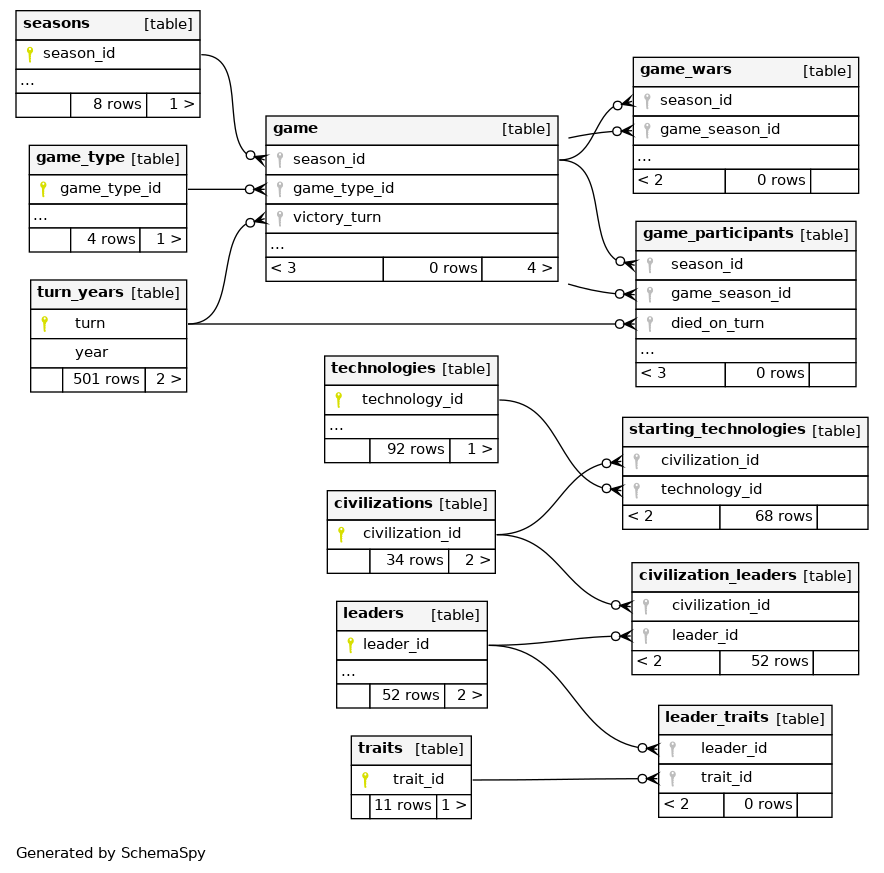 seasons [table]
season_id
...
8 rows 1 >
game_type [table]
game_type_id
...
4 rows 1 >
turn_years [table]
turn
year
501 rows 2 >
game [table]
season_id
game_type_id
victory_turn
...
< 3 0 rows 4 >
game_wars [table]
season_id
game_season_id
...
< 2 0 rows
game_participants [table]
season_id
game_season_id
died_on_turn
...
< 3 0 rows
technologies [table]
technology_id
...
92 rows 1 >
civilizations [table]
civilization_id
34 rows 2 >
leaders [table]
leader_id
...
52 rows 2 >
traits [table]
trait_id
11 rows 1 >
starting_technologies [table]
civilization_id
technology_id
< 2 68 rows
civilization_leaders [table]
civilization_id
leader_id
< 2 52 rows
leader_traits [table]
leader_id
trait_id
< 2 0 rows
Generated by SchemaSpy